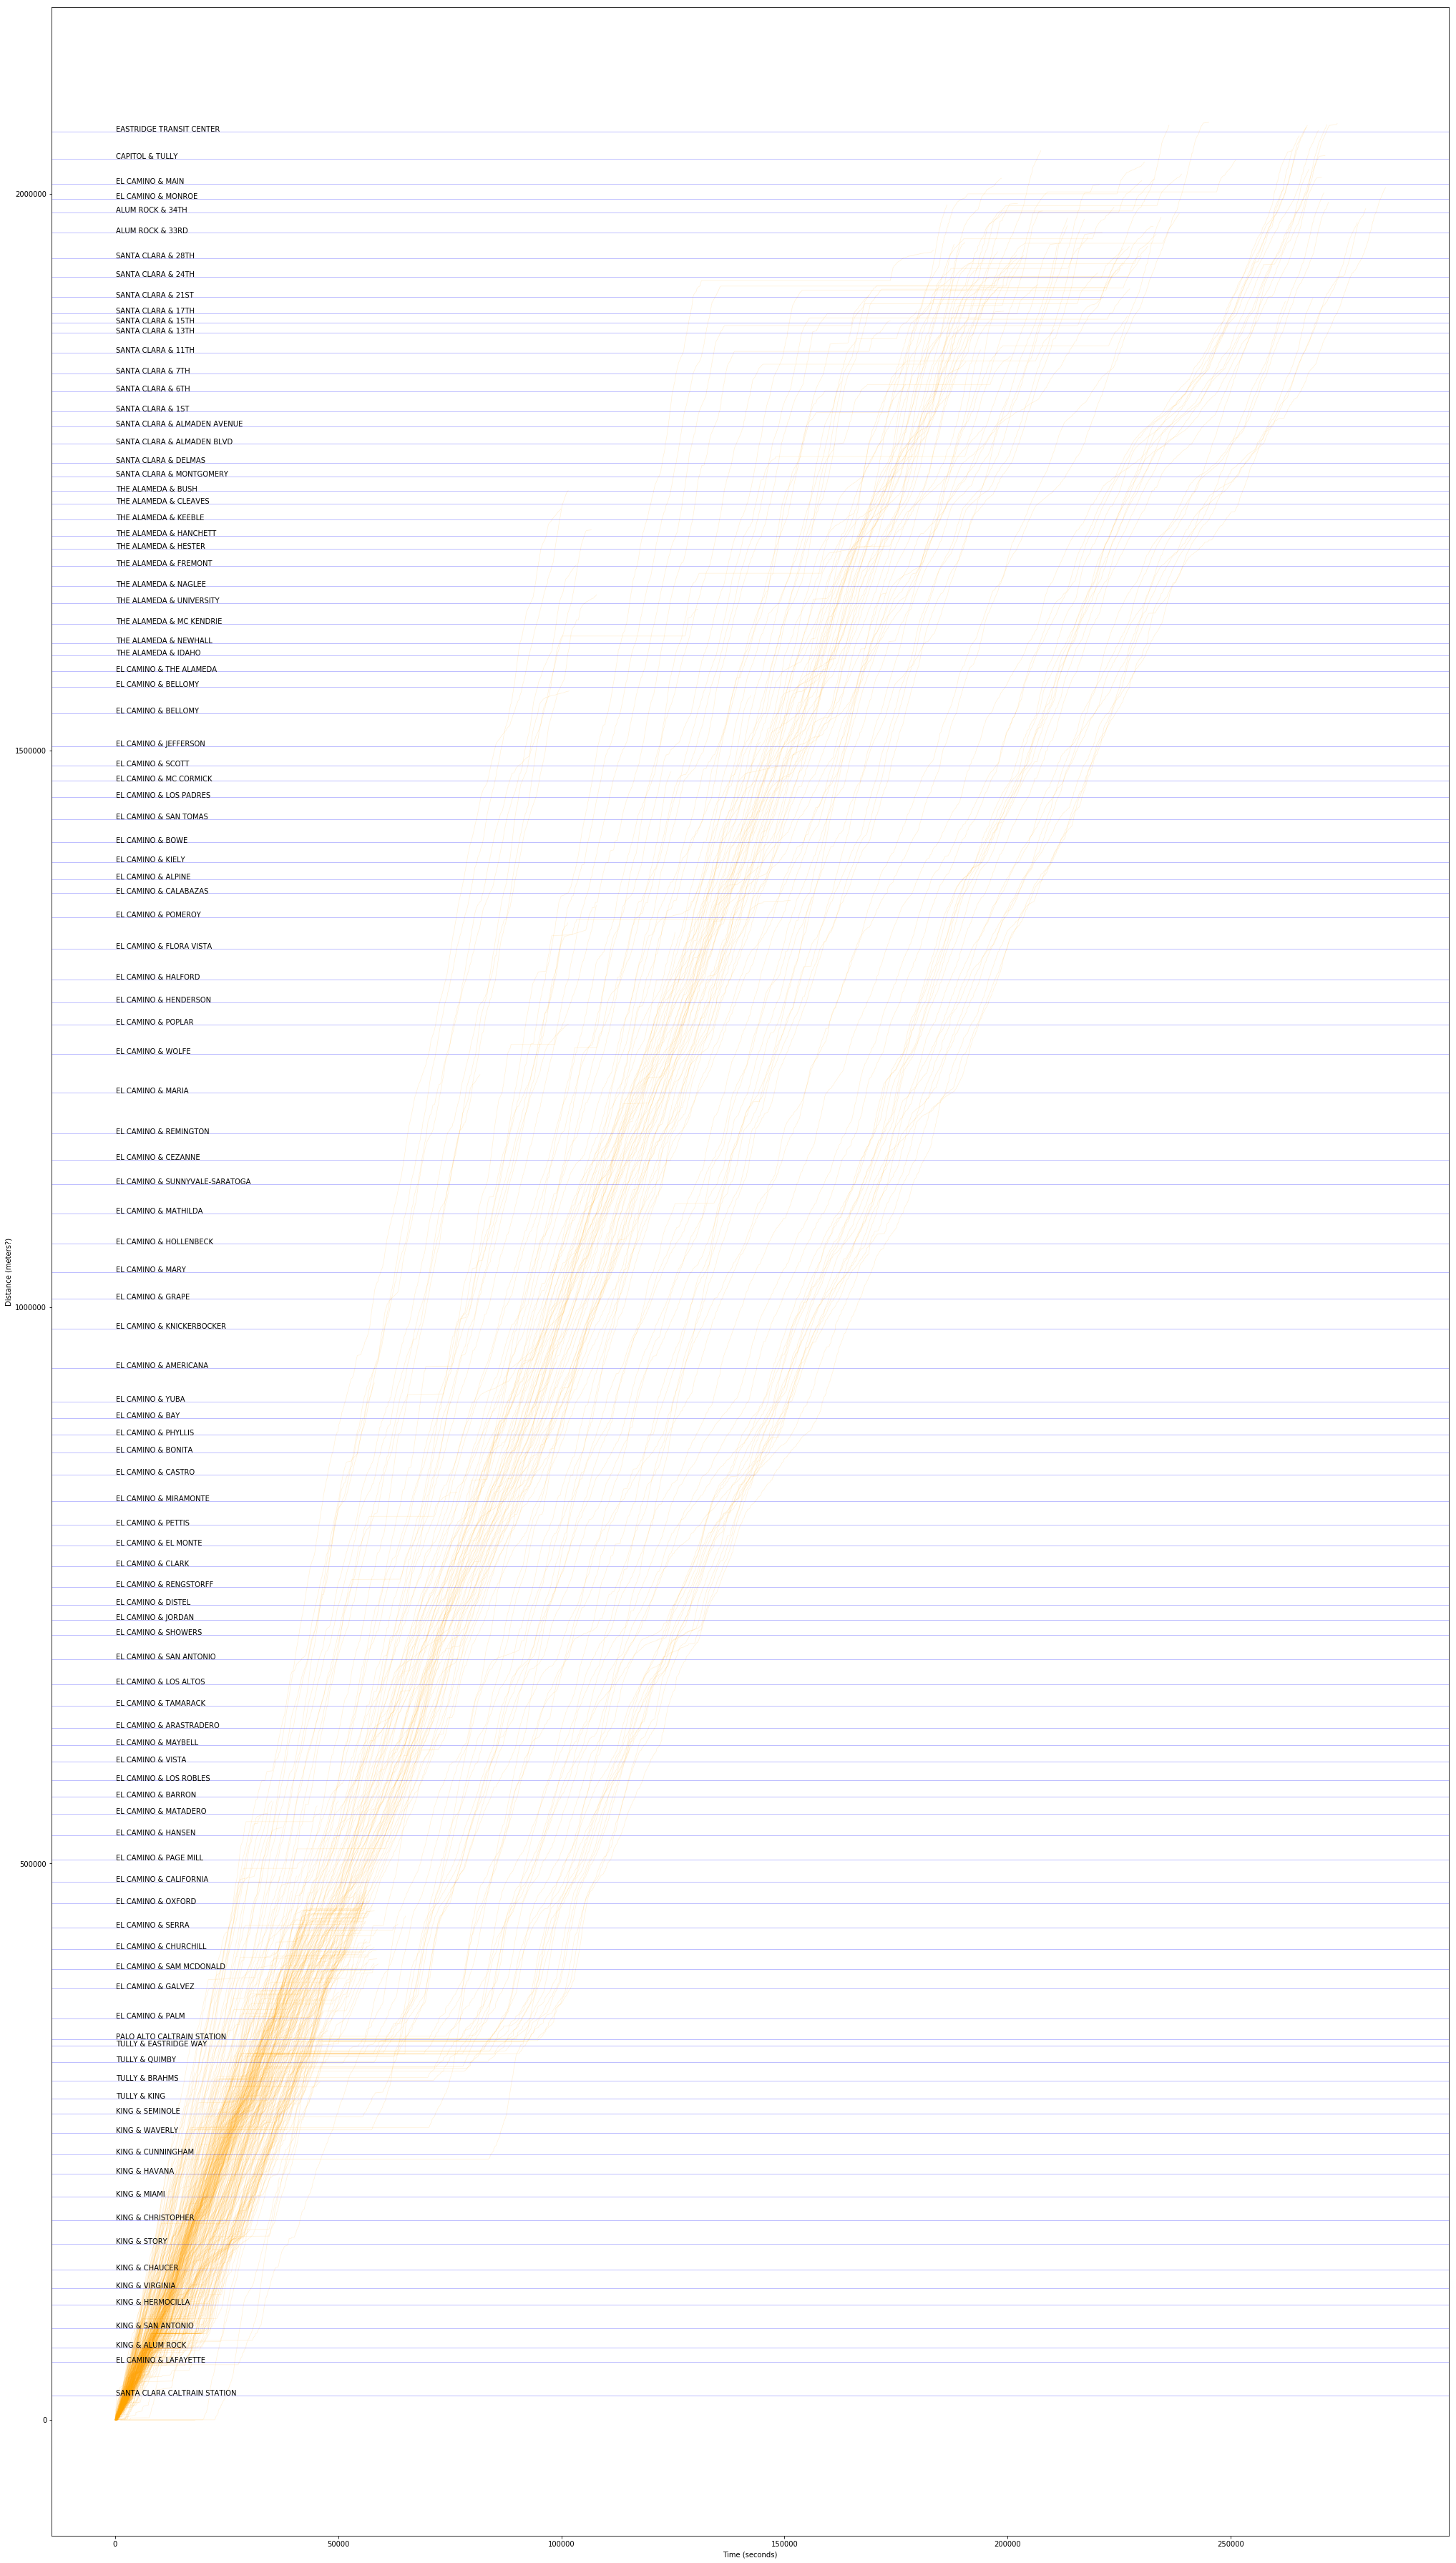 EASTRIDGE TRANSIT CENTER
CAPITOL & TULLY
EL CAMINO & MAIN
2000000
EL CAMINO & MONROE
ALUM ROCK & 34TH
ALUM ROCK & 33RD
SANTA CLARA & 28TH
SANTA CLARA & 24TH
SANTA CLARA & 21ST
SANTA CLARA & 17TH
SANTA CLARA & 15TH
SANTA CLARA & 13TH
SANTA CLARA & 11TH
SANTA CLARA & 7TH
SANTA CLARA & 6TH
SANTA CLARA & 1ST
SANTA CLARA & ALMADEN AVENUE
SANTA CLARA & ALMADEN BLVD
SANTA CLARA & DELMAS
SANTA CLARA & MONTGOMERY
THE ALAMEDA & BUSH
THE ALAMEDA & CLEAVES
THE ALAMEDA & KEEBLE
THE ALAMEDA & HANCHETT
THE ALAMEDA & HESTER
THE ALAMEDA & FREMONT
THE ALAMEDA & NAGLEE
THE ALAMEDA & UNIVERSITY
THE ALAMEDA & MC KENDRIE
THE ALAMEDA & NEWHALL
THE ALAMEDA & IDAHO
EL CAMINO & THE ALAMEDA
EL CAMINO & BELLOMY
EL CAMINO & BELLOMY
EL CAMINO & JEFFERSON
1500000
EL CAMINO & SCOTT
EL CAMINO & MC CORMICK
EL CAMINO & LOS PADRES
EL CAMINO & SAN TOMAS
EL CAMINO & BOWE
EL CAMINO & KIELY
EL CAMINO & ALPINE
EL CAMINO & CALABAZAS
EL CAMINO & POMEROY
EL CAMINO & FLORA VISTA
EL CAMINO & HALFORD
EL CAMINO & HENDERSON
EL CAMINO & POPLAR
EL CAMINO & WOLFE
EL CAMINO & MARIA
EL CAMINO & REMINGTON
EL CAMINO & CEZANNE
EL CAMINO & SUNNYVALE-SARATOGA
EL CAMINO & MATHILDA
EL CAMINO & HOLLENBECK
Distance (meters?)
EL CAMINO & MARY
EL CAMINO & GRAPE
1000000
EL CAMINO & KNICKERBOCKER
EL CAMINO & AMERICANA
EL CAMINO & YUBA
EL CAMINO & BAY
EL CAMINO & PHYLLIS
EL CAMINO & BONITA
EL CAMINO & CASTRO
EL CAMINO & MIRAMONTE
EL CAMINO & PETTIS
EL CAMINO & EL MONTE
EL CAMINO & CLARK
EL CAMINO & RENGSTORFF
EL CAMINO & DISTEL
EL CAMINO & JORDAN
EL CAMINO & SHOWERS
EL CAMINO & SAN ANTONIO
EL CAMINO & LOS ALTOS
EL CAMINO & TAMARACK
EL CAMINO & ARASTRADERO
EL CAMINO & MAYBELL
EL CAMINO & VISTA
EL CAMINO & LOS ROBLES
EL CAMINO & BARRON
EL CAMINO & MATADERO
EL CAMINO & HANSEN
EL CAMINO & PAGE MILL
500000
EL CAMINO & CALIFORNIA
EL CAMINO & OXFORD
EL CAMINO & SERRA
EL CAMINO & CHURCHILL
EL CAMINO & SAM MCDONALD
EL CAMINO & GALVEZ
EL CAMINO & PALM
PALO ALTO CALTRAIN STATION
TULLY & EASTRIDGE WAY
TULLY & QUIMBY
TULLY & BRAHMS
TULLY & KING
KING & SEMINOLE
KING & WAVERLY
KING & CUNNINGHAM
KING & HAVANA
KING & MIAMI
KING & CHRISTOPHER
KING & STORY
KING & CHAUCER
KING & VIRGINIA
KING & HERMOCILLA
KING & SAN ANTONIO
KING & ALUM ROCK
EL CAMINO & LAFAYETTE
SANTA CLARA CALTRAIN STATION
0
0 50000 100000 150000 200000 250000
Time (seconds)